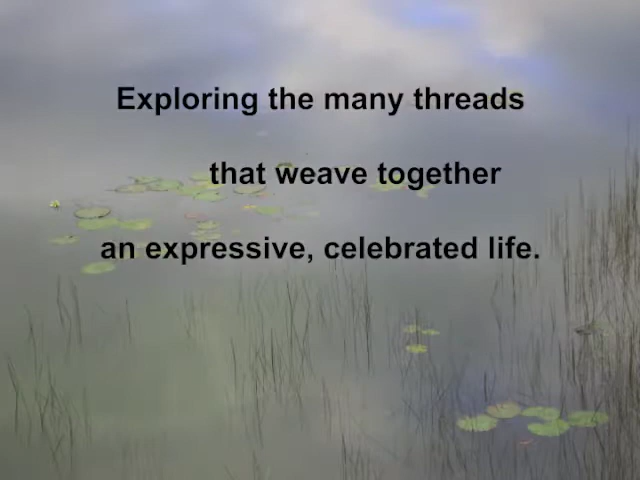 Exploring the many threads
that weave together
an expressive, celebrated life.